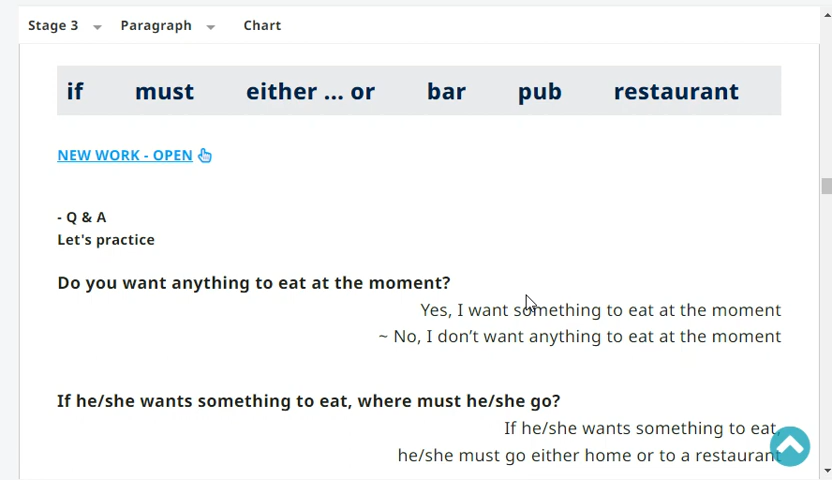 Stage 3 Paragraph Chart
if must either ... or bar pub restaurant
NEW WORK - OPEN
- Q & A
Let's practice
Do you want anything to eat at the moment?
Yes, I want something to eat at the moment
~ No, I don’t want anything to eat at the moment
If he/she wants something to eat, where must he/she go?
If he/she wants something to eat,
he/she must go either home or to a restaurant